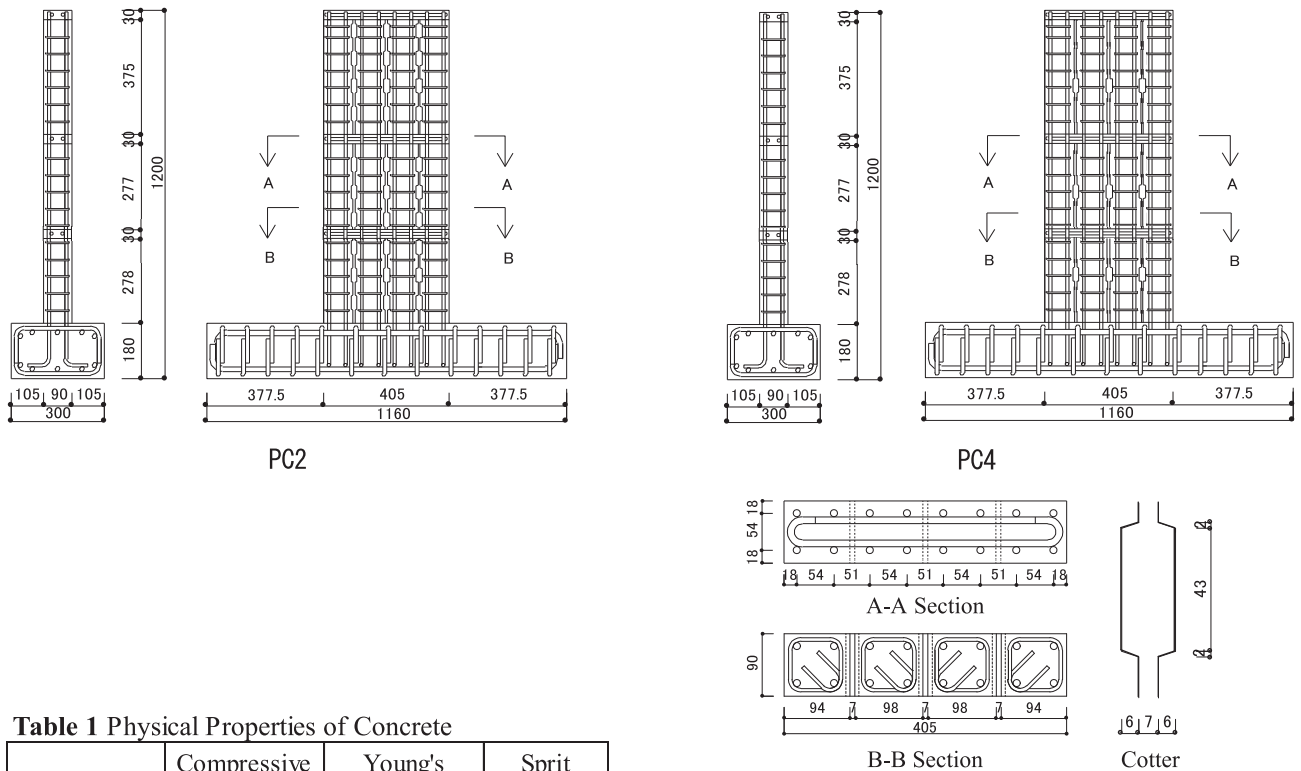 30
375
30
277
30
278
180
1200
A A
B B
105 90 105
300
377.5 405 377.5
1160
PC2
30
375
30
277
30
278
180
1200
A A
B B
105 90 105
300
377.5 405 377.5
1160
PC4
18
54
18
18 54 51 54 51 54 51 54 18
A-A Section
90
94 7 98 7 98 7 94
405
B-B Section
2
43
2
6 7 6
Cotter
Table 1 Physical Properties of Concrete
Compressive Young's Sprit